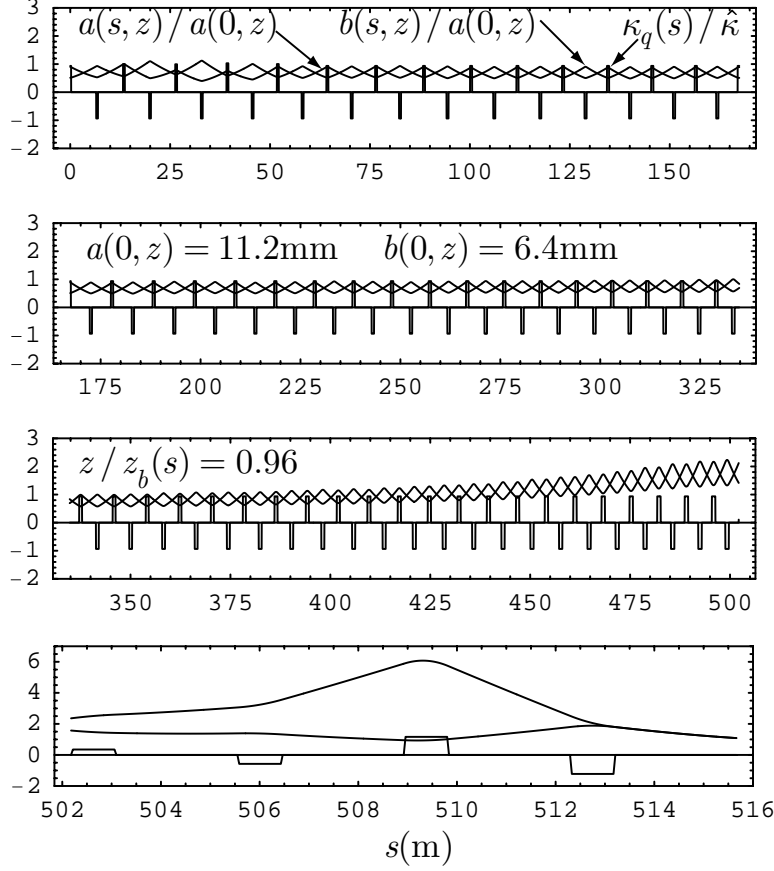 a(s, z) / a(0, z) b(s, z) / a(0, z) κ_q(s) / κ̂
3
2
1
0
−1
−2
0 25 50 75 100 125 150
3
2
1
0
−1
−2
a(0, z) = 11.2mm b(0, z) = 6.4mm
175 200 225 250 275 300 325
3
2
1
0
−1
−2
z / z_b(s) = 0.96
350 375 400 425 450 475 500
6
4
2
0
−2
502 504 506 508 510 512 514 516
s(m)